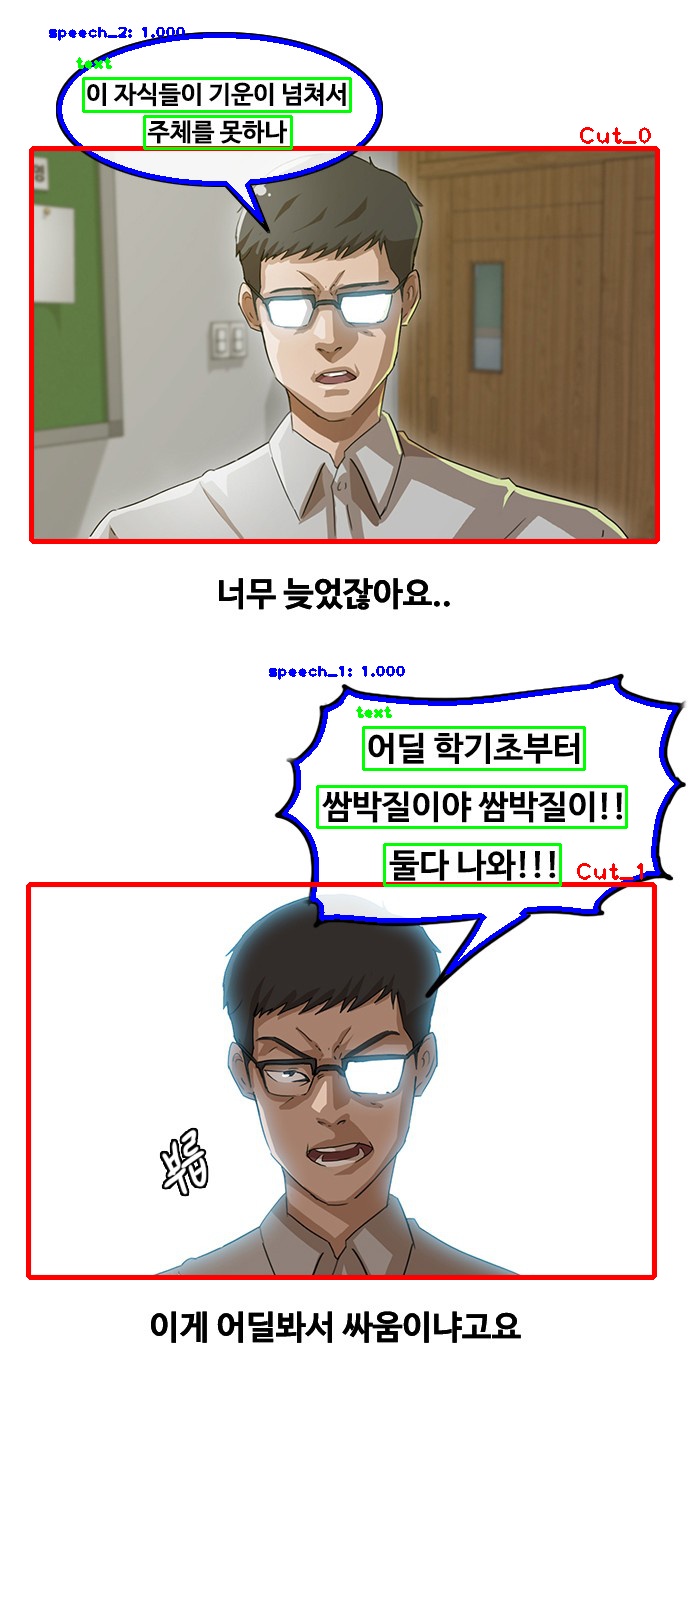 speech_2: 1.000
text
이 자식들이 기운이 넘쳐서
주체를 못하나
Cut_0
영
너무 늦었잖아요..
speech_1: 1.000
text
어딜 학기초부터
쌈박질이야 쌈박질이!!
둘다 나와!!!
Cut_1
부릅
이게 어딜봐서 싸움이냐고요